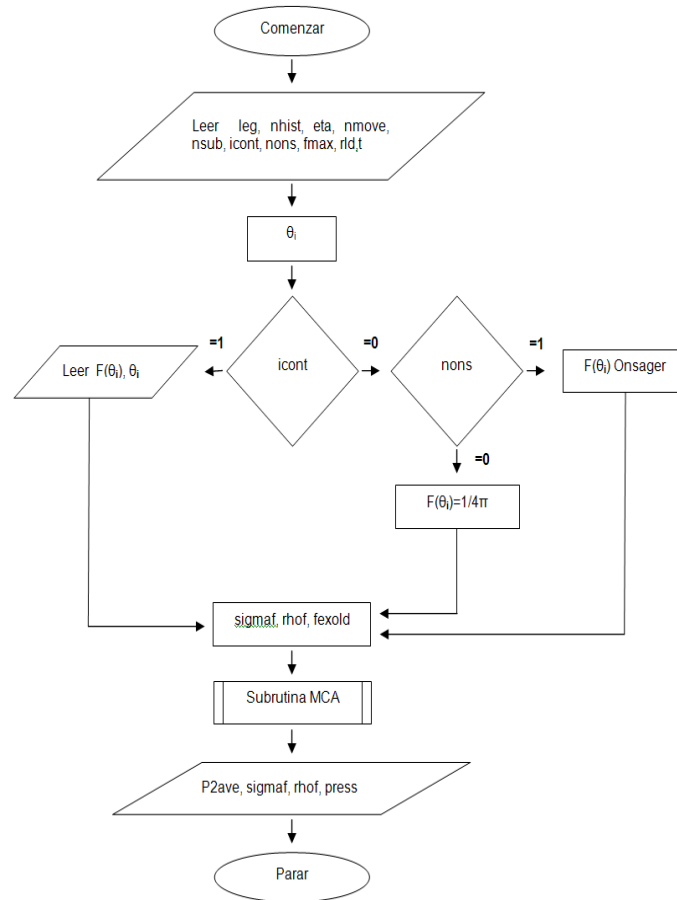 Comenzar
Leer leg, nhist, eta, nmove,
nsub, icont, nons, fmax, rld,t
θi
=1
=0
=1
Leer F(θi), θi
icont
nons
F(θi) Onsager
=0
F(θi)=1/4π
sigmaf, rhof, fexold
Subrutina MCA
P2ave, sigmaf, rhof, press
Parar